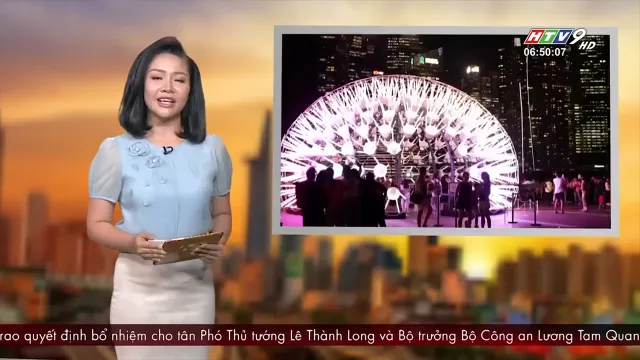 HTV9 HD
06:50:07
rao quyết định bổ nhiệm cho tân Phó Thủ tướng Lê Thành Long và Bộ trưởng Bộ Công an Lương Tam Quan